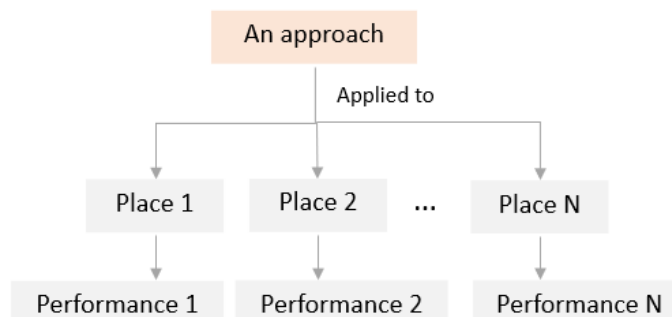 An approach
Applied to
Place 1 Place 2 ... Place N
Performance 1 Performance 2 Performance N